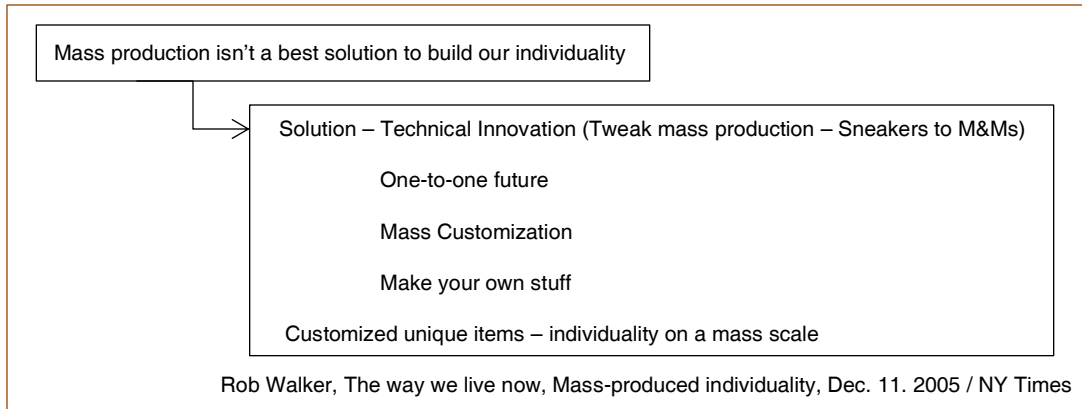 Mass production isn’t a best solution to build our individuality
Solution – Technical Innovation (Tweak mass production – Sneakers to M&Ms)
One-to-one future
Mass Customization
Make your own stuff
Customized unique items – individuality on a mass scale
Rob Walker, The way we live now, Mass-produced individuality, Dec. 11. 2005 / NY Times